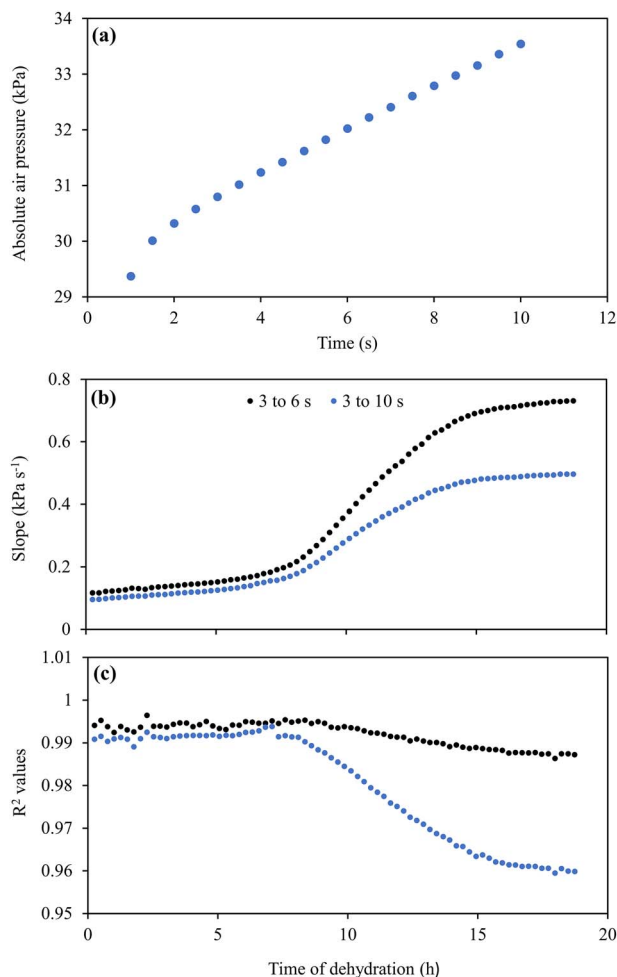 (a)
34
33
32
31
30
29
Absolute air pressure (kPa)
0 2 4 6 8 10 12
Time (s)
(b)
3 to 6 s 3 to 10 s
0.8
0.6
0.4
0.2
0
Slope (kPa s⁻¹)
(c)
1.01
1
0.99
0.98
0.97
0.96
0.95
R² values
0 5 10 15 20
Time of dehydration (h)